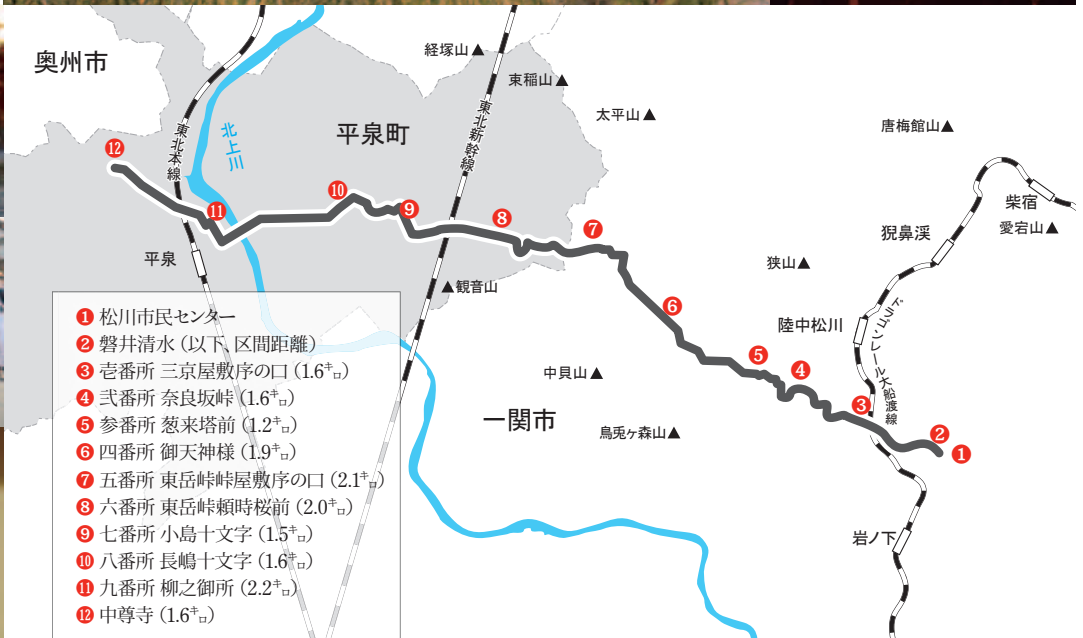 奥州市
経塚山▲
束稲山▲
太平山▲
唐梅館山▲
⓬
東北本線
北上川
平泉町
東北新幹線
柴宿
愛宕山▲
猊鼻渓
❿
⓫
❾
❽
❼
平泉
▲観音山
狭山▲
❻
陸中松川
ドラゴンレール大船渡線
中貝山▲
❺
❹
❸
一関市
鳥兎ヶ森山▲
❷
❶
岩ノ下
❶ 松川市民センター
❷ 磐井清水（以下、区間距離）
❸ 壱番所 三京屋敷序の口（1.6㌔）
❹ 弐番所 奈良坂峠（1.6㌔）
❺ 参番所 葱来塔前（1.2㌔）
❻ 四番所 御天神様（1.9㌔）
❼ 五番所 東岳峠峠屋敷序の口（2.1㌔）
❽ 六番所 東岳峠頼時桜前（2.0㌔）
❾ 七番所 小島十文字（1.5㌔）
❿ 八番所 長嶋十文字（1.6㌔）
⓫ 九番所 柳之御所（2.2㌔）
⓬ 中尊寺（1.6㌔）